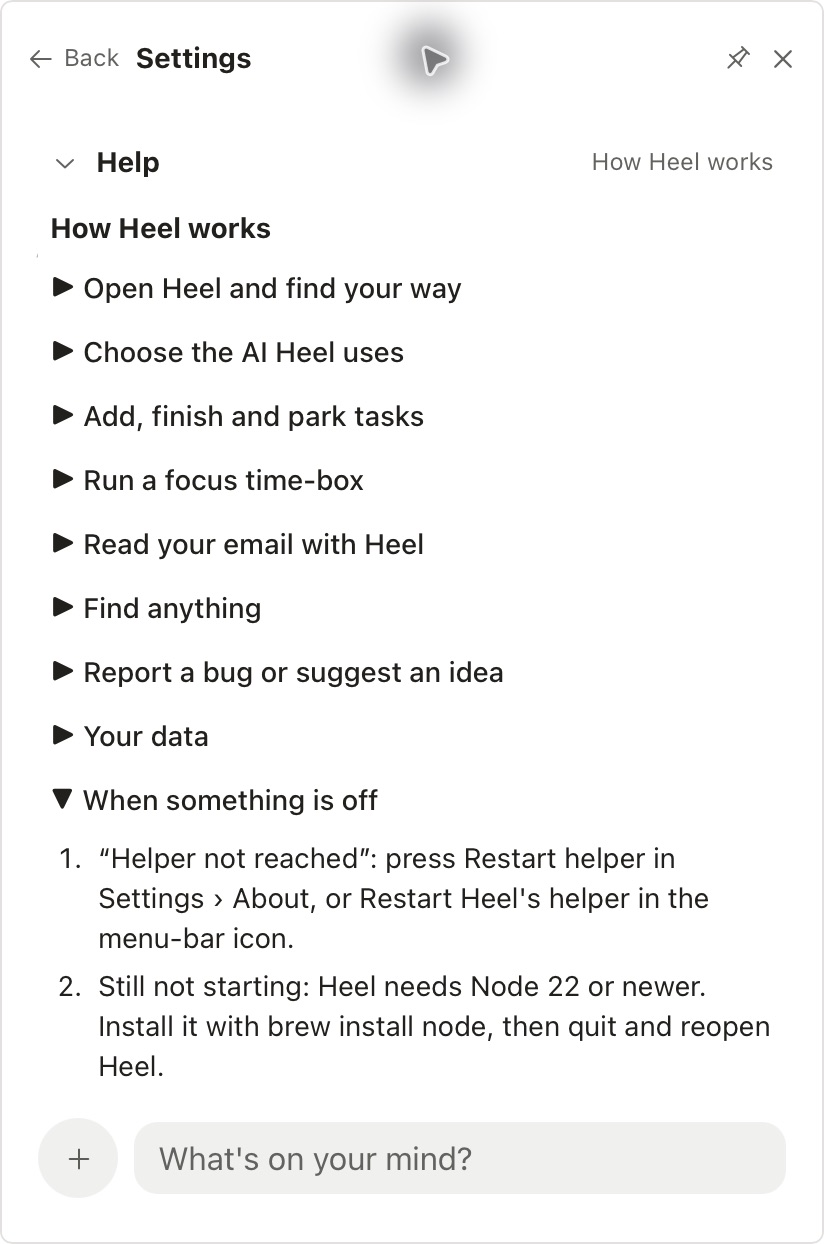 Back Settings
Help How Heel works
How Heel works
Open Heel and find your way
Choose the AI Heel uses
Add, finish and park tasks
Run a focus time-box
Read your email with Heel
Find anything
Report a bug or suggest an idea
Your data
When something is off
1. “Helper not reached”: press Restart helper in
Settings › About, or Restart Heel's helper in the
menu-bar icon.
2. Still not starting: Heel needs Node 22 or newer.
Install it with brew install node, then quit and reopen
Heel.
What's on your mind?